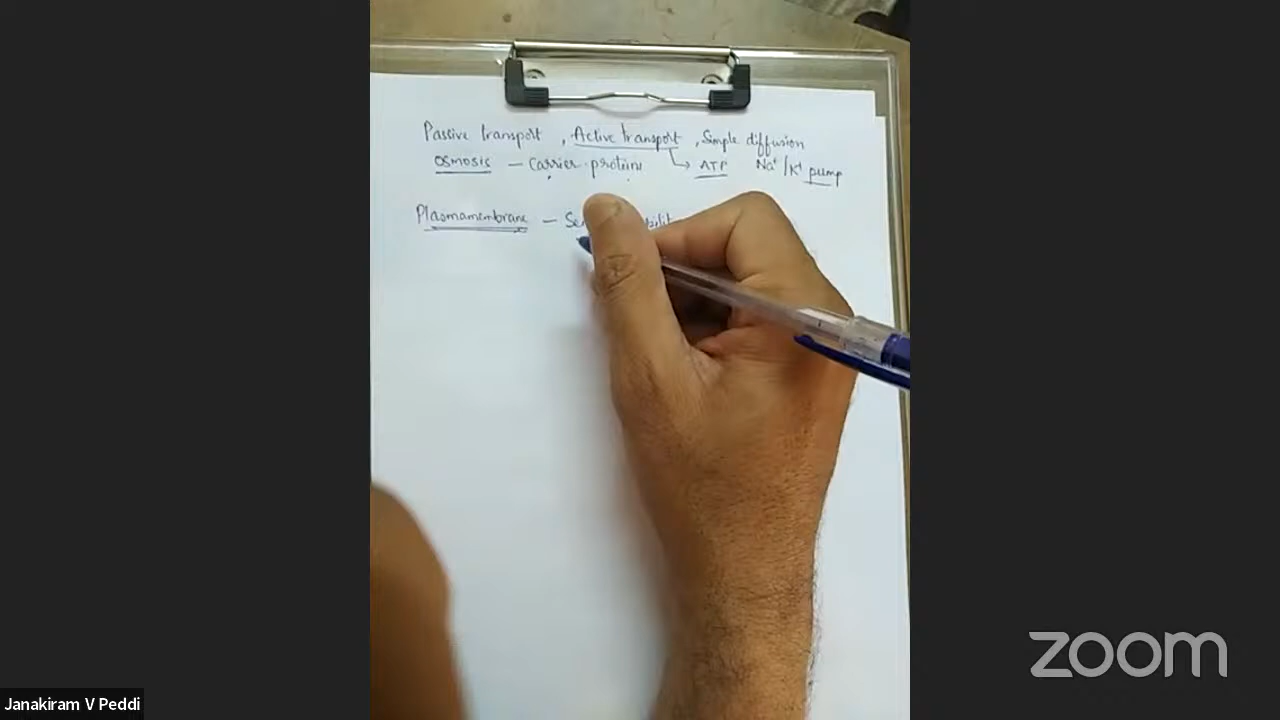 Passive transport , Active transport , Simple diffusion
osmosis – carrier proteins → ATP Na+/K+ pump
Plasmamembrane –
zoom
Janakiram V Peddi